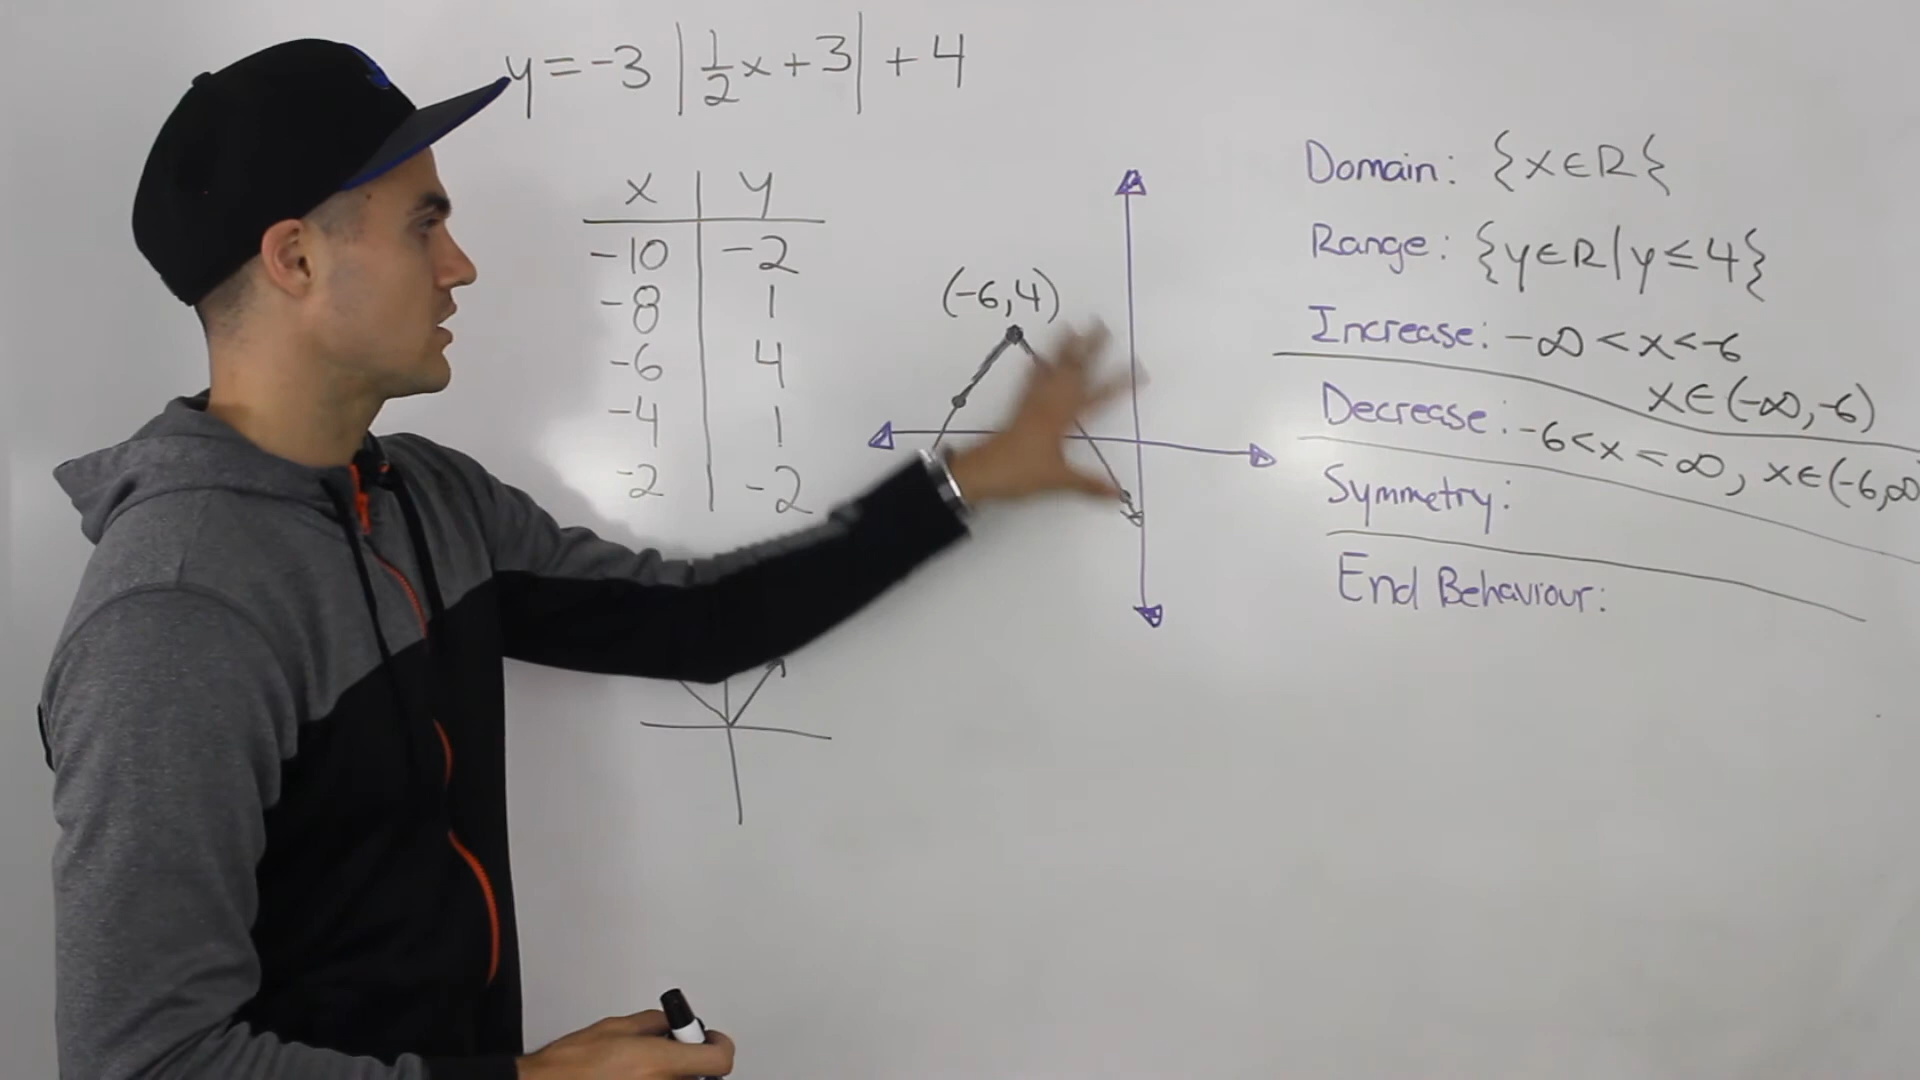 y = -3 | 1/2 x + 3 | + 4
x | y
-10 | -2
-8 | 1
-6 | 4
-4 | 1
-2 | -2
(-6,4)
Domain: {x∈R}
Range: {y∈R | y ≤ 4}
Increase: -∞ < x < -6
x∈(-∞,-6)
Decrease: -6 < x = ∞, x∈(-6,∞)
Symmetry:
End Behaviour: